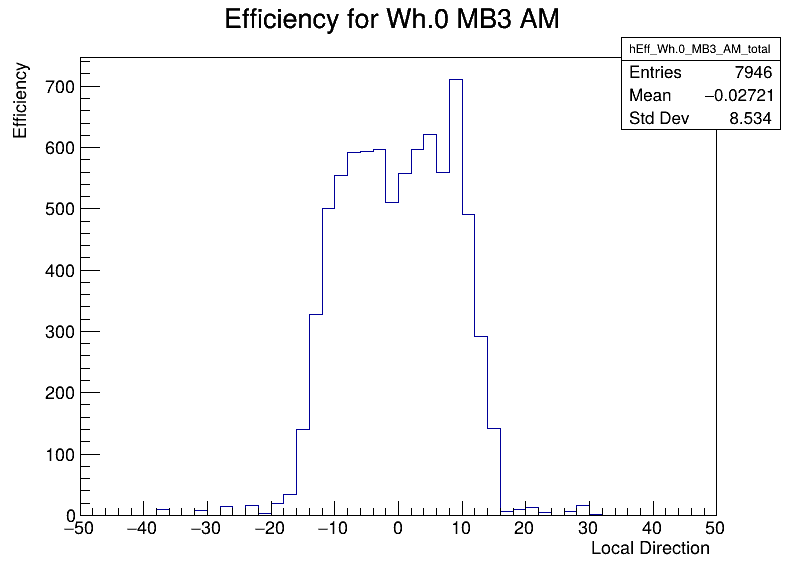 Efficiency for Wh.0 MB3 AM
hEff_Wh.0_MB3_AM_total
Entries 7946
Mean −0.02721
Std Dev 8.534
Efficiency
700
600
500
400
300
200
100
0
−50 −40 −30 −20 −10 0 10 20 30 40 50
Local Direction